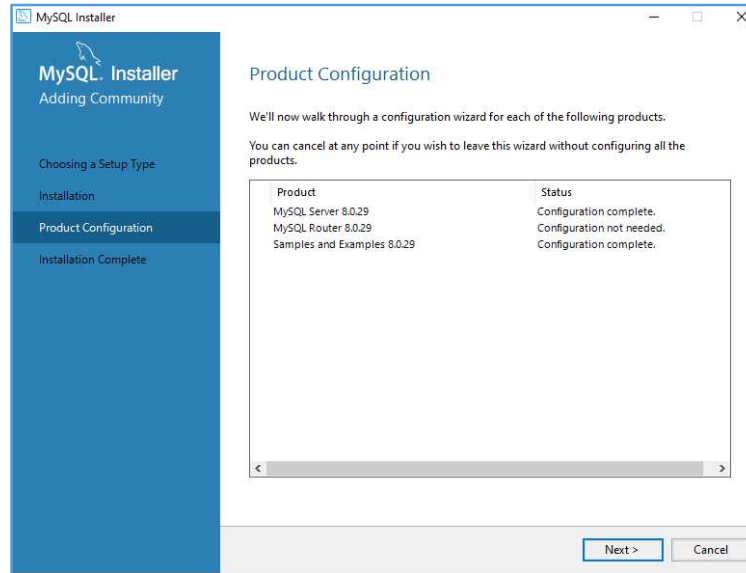 MySQL Installer
MySQL. Installer
Adding Community
Choosing a Setup Type
Installation
Product Configuration
Installation Complete
Product Configuration
We'll now walk through a configuration wizard for each of the following products.
You can cancel at any point if you wish to leave this wizard without configuring all the
products.
Product Status
MySQL Server 8.0.29 Configuration complete.
MySQL Router 8.0.29 Configuration not needed.
Samples and Examples 8.0.29 Configuration complete.
Next > Cancel